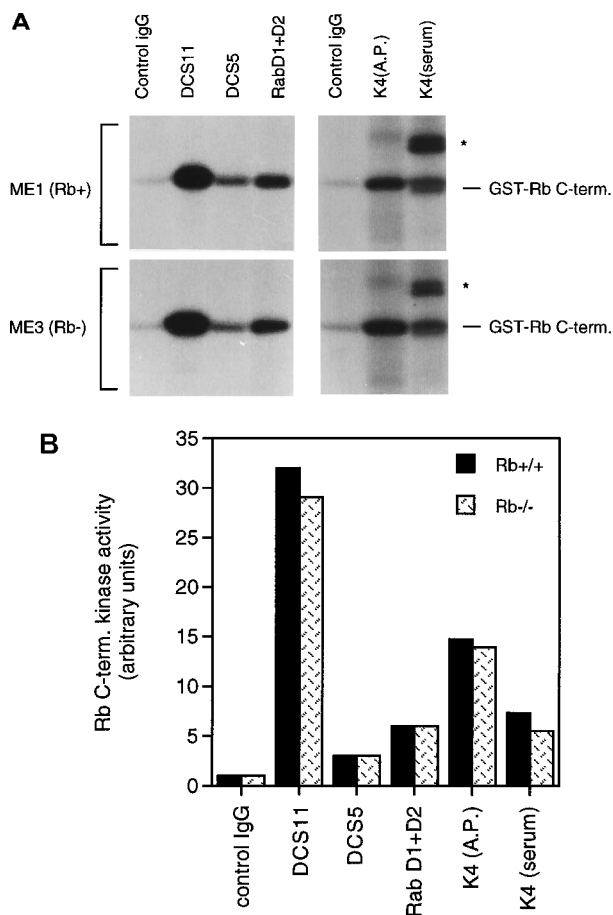 A
Control IgG
DCS11
DCS5
RabD1+D2
Control IgG
K4(A.P.)
K4(serum)
ME1 (Rb+)
*
GST-Rb C-term.
ME3 (Rb-)
*
GST-Rb C-term.
B
Rb C-term. kinase activity
(arbitrary units)
35
30
25
20
15
10
5
0
Rb+/+
Rb-/-
control IgG
DCS11
DCS5
Rab D1+D2
K4 (A.P.)
K4 (serum)